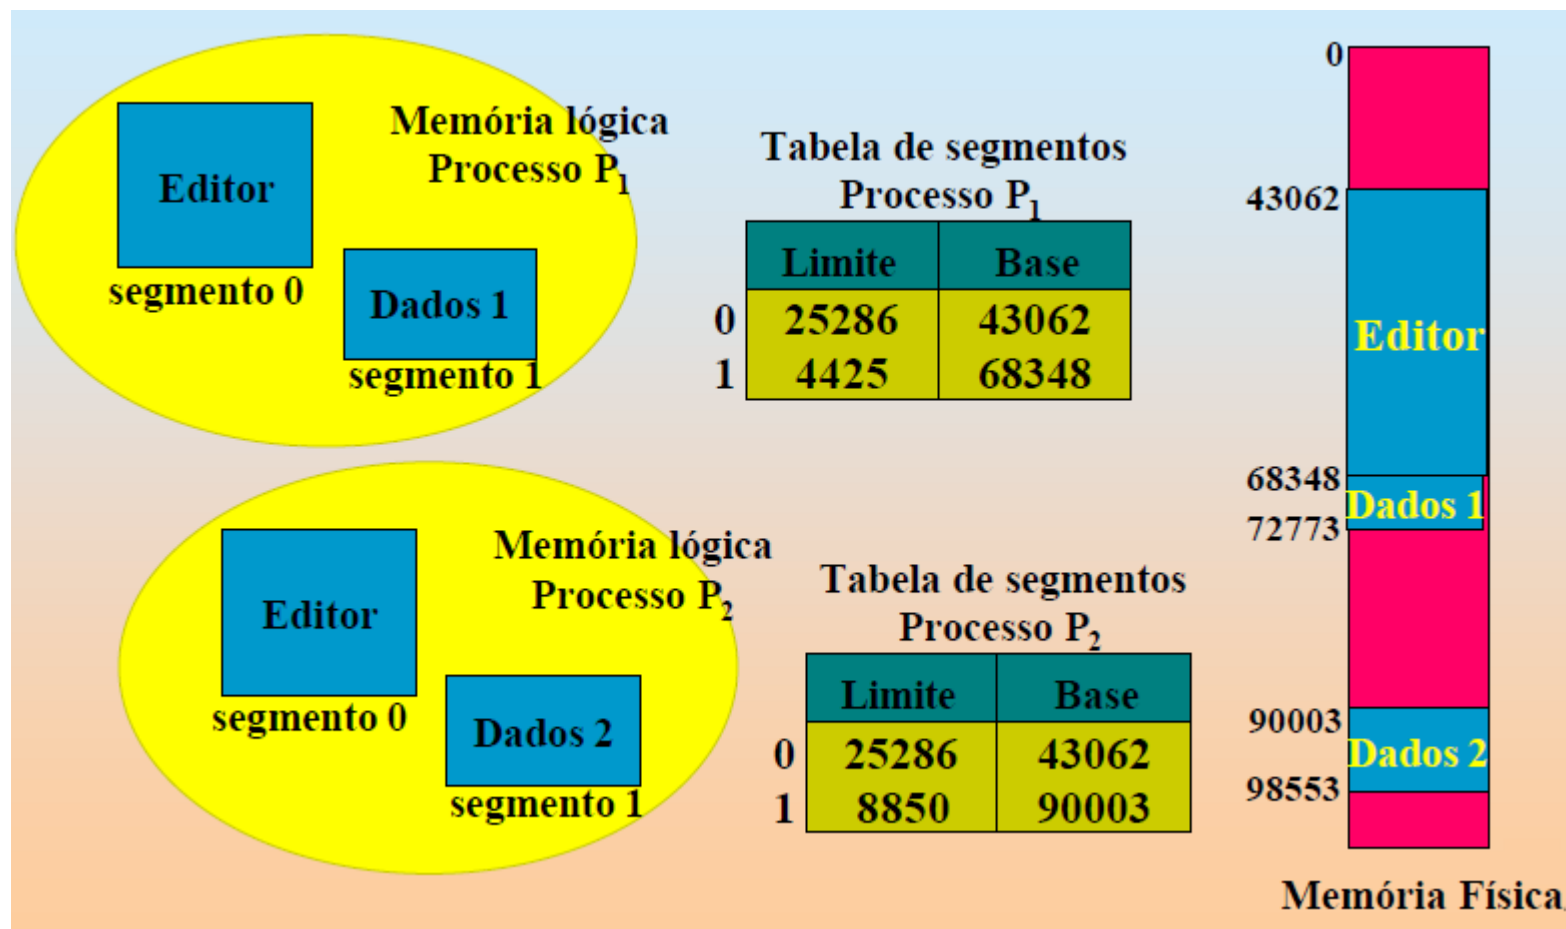 Memória lógica
Processo P1
Editor
segmento 0
Dados 1
segmento 1
Tabela de segmentos
Processo P1
Limite Base
0 25286 43062
1 4425 68348
Memória lógica
Processo P2
Editor
segmento 0
Dados 2
segmento 1
Tabela de segmentos
Processo P2
Limite Base
0 25286 43062
1 8850 90003
0
43062
Editor
68348
Dados 1
72773
90003
Dados 2
98553
Memória Física